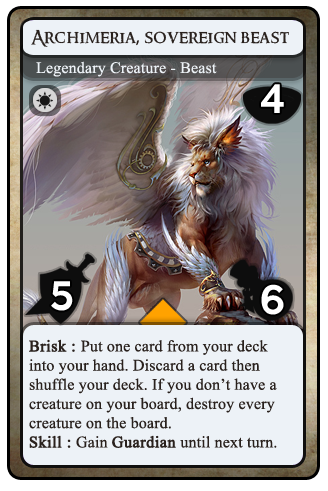 Archimeria, sovereign beast
Legendary Creature - Beast
4
5
6
Brisk : Put one card from your deck
into your hand. Discard a card then
shuffle your deck. If you don't have a
creature on your board, destroy every
creature on the board.
Skill : Gain Guardian until next turn.